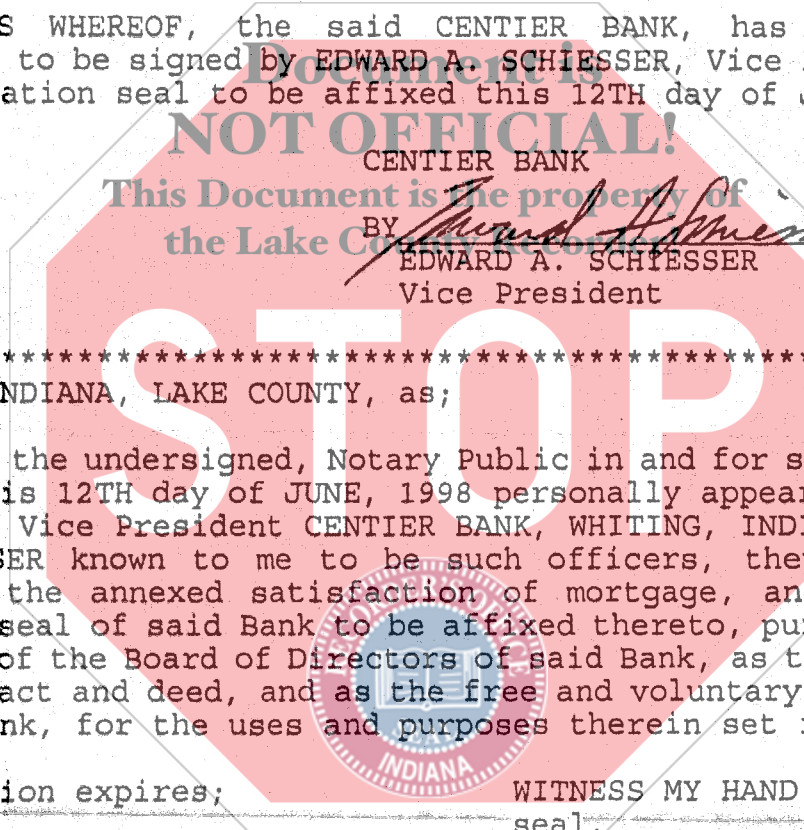 S WHEREOF, the said CENTIER BANK, has
to be signed by EDWARD A. SCHIESSER, Vice
ation seal to be affixed this 12TH day of J
Document is
NOT OFFICIAL!
This Document is the property of
the Lake County Recorder!
CENTIER BANK
BY
EDWARD A. SCHIESSER
Vice President
STOP
*******************************************
NDIANA, LAKE COUNTY, as;
the undersigned, Notary Public in and for s
is 12TH day of JUNE, 1998 personally appear
Vice President CENTIER BANK, WHITING, INDI
SER known to me to be such officers, they
the annexed satisfaction of mortgage, an
seal of said Bank to be affixed thereto, pu
of the Board of Directors of said Bank, as t
act and deed, and as the free and voluntary
nk, for the uses and purposes therein set
RECORDER'S OFFICE
SEAL
INDIANA
ion expires;
WITNESS MY HAND
seal.